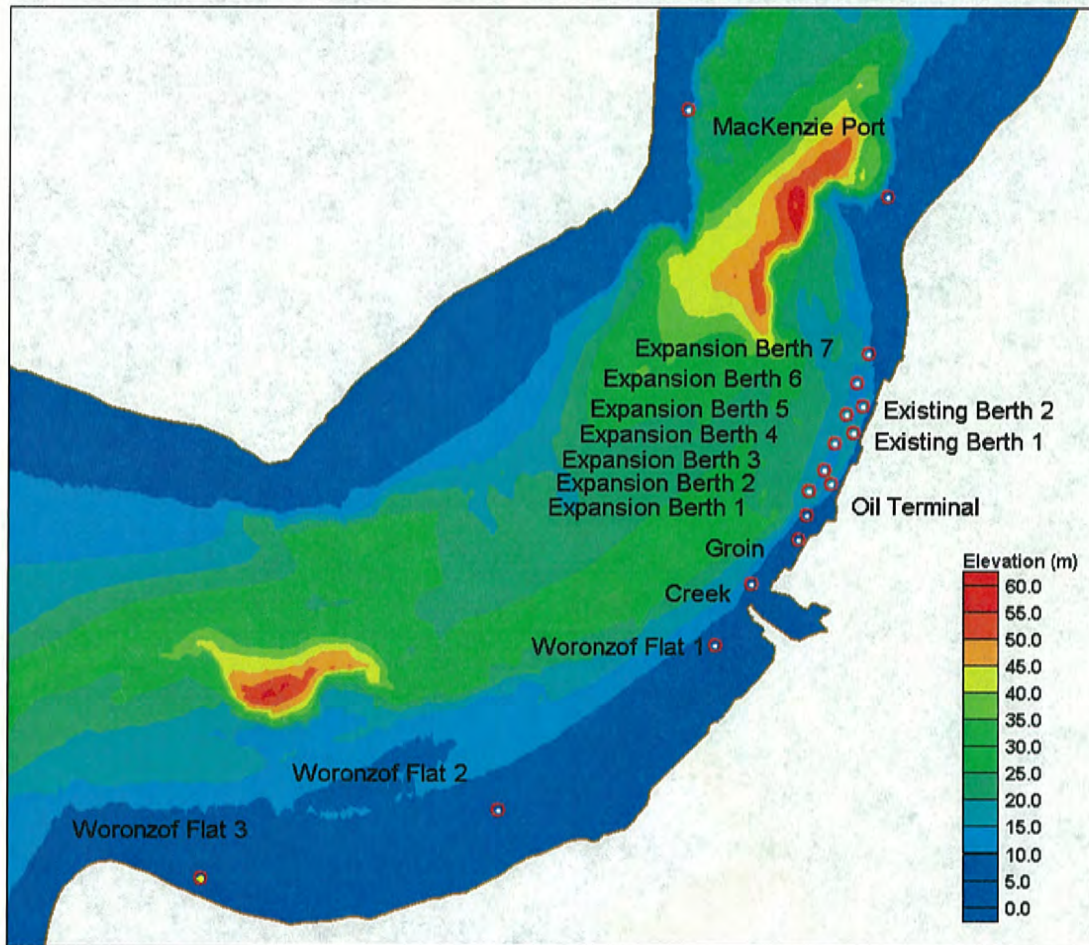 MacKenzie Port
Expansion Berth 7
Expansion Berth 6
Expansion Berth 5
Existing Berth 2
Expansion Berth 4
Existing Berth 1
Expansion Berth 3
Expansion Berth 2
Expansion Berth 1
Oil Terminal
Groin
Creek
Woronzof Flat 1
Woronzof Flat 2
Woronzof Flat 3
Elevation (m)
60.0
55.0
50.0
45.0
40.0
35.0
30.0
25.0
20.0
15.0
10.0
5.0
0.0